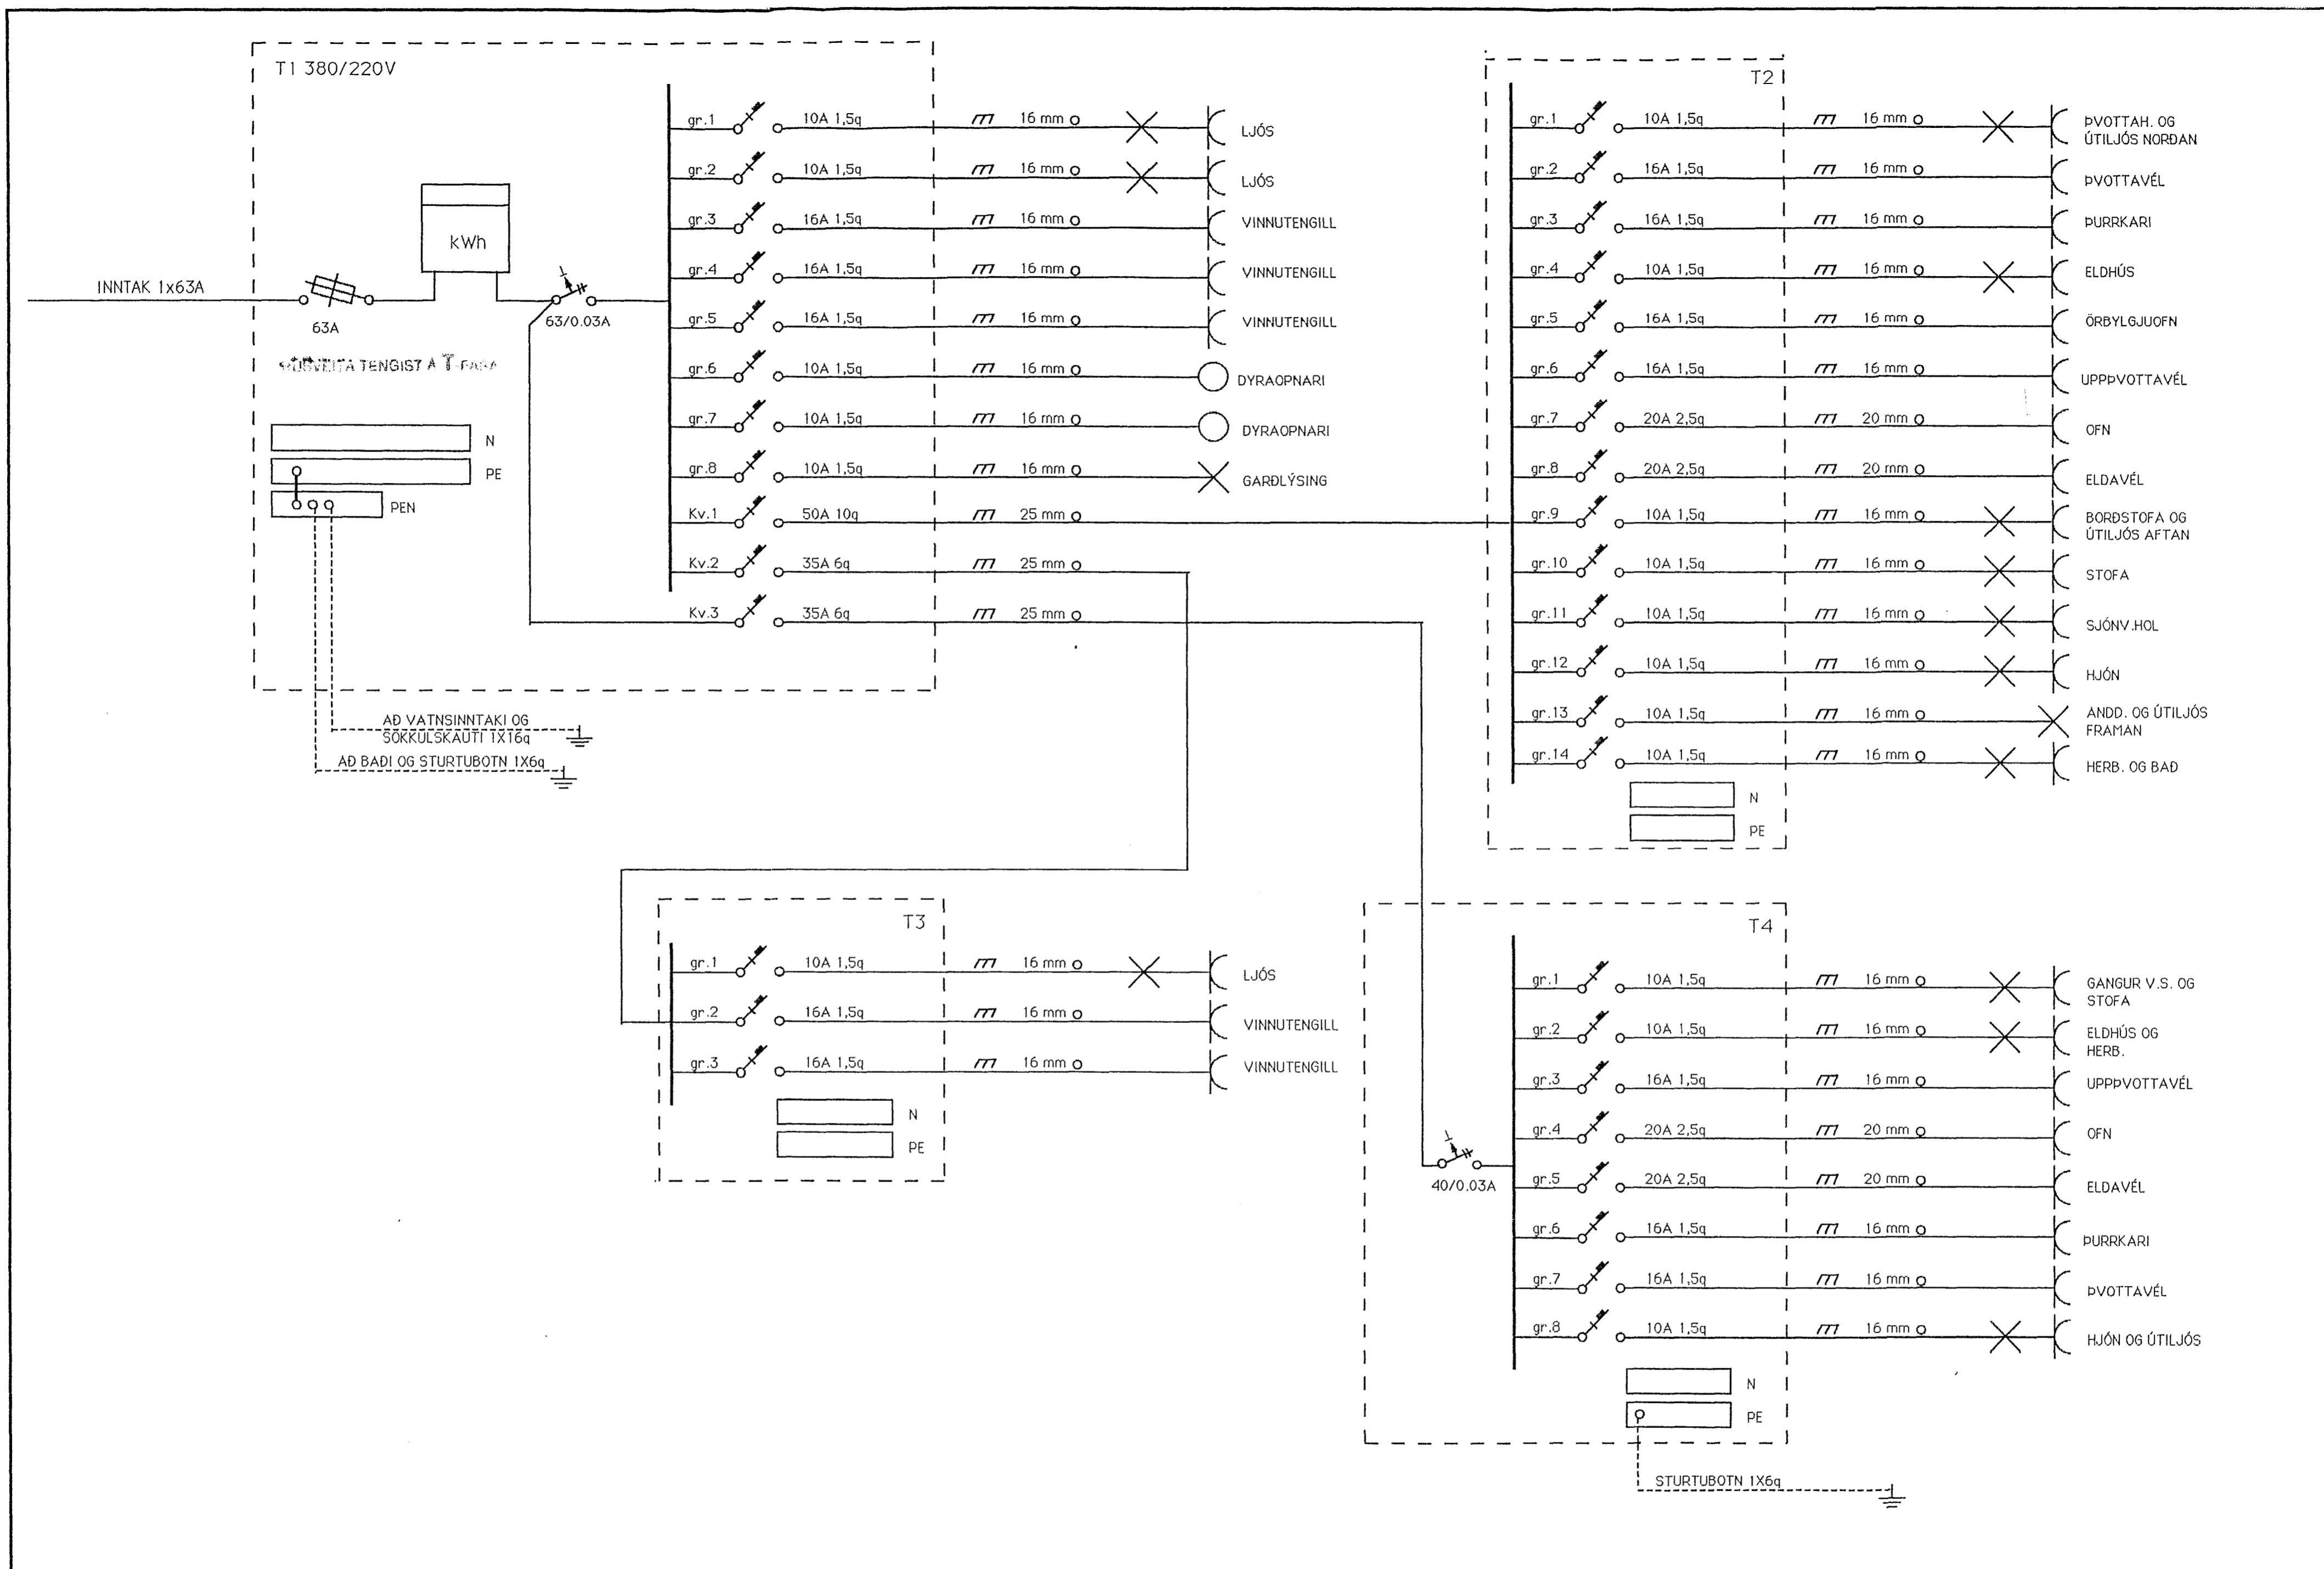 T1 380/220V
INNTAK 1x63A
63A
kWh
63/0.03A
TENGIST Á T
N
PE
PEN
gr.1 10A 1,5q 16 mm LJÓS
gr.2 10A 1,5q 16 mm LJÓS
gr.3 16A 1,5q 16 mm VINNUTENGILL
gr.4 16A 1,5q 16 mm VINNUTENGILL
gr.5 16A 1,5q 16 mm VINNUTENGILL
gr.6 10A 1,5q 16 mm DYRAOPNARI
gr.7 10A 1,5q 16 mm DYRAOPNARI
gr.8 10A 1,5q 16 mm GARÐLÝSING
Kv.1 50A 10q 25 mm
Kv.2 35A 6q 25 mm
Kv.3 35A 6q 25 mm
AÐ VATNSINNTAKI OG
SÖKKULSKAUTI 1X16q
AÐ BAÐI OG STURTUBOTN 1X6q
T2
gr.1 10A 1,5q 16 mm ÞVOTTAH. OG
ÚTILJÓS NORÐAN
gr.2 16A 1,5q 16 mm ÞVOTTAVÉL
gr.3 16A 1,5q 16 mm ÞURRKARI
gr.4 10A 1,5q 16 mm ELDHÚS
gr.5 16A 1,5q 16 mm ÖRBYLGJUOFN
gr.6 16A 1,5q 16 mm UPPÞVOTTAVÉL
gr.7 20A 2,5q 20 mm OFN
gr.8 20A 2,5q 20 mm ELDAVÉL
gr.9 10A 1,5q 16 mm BORÐSTOFA OG
ÚTILJÓS AFTAN
gr.10 10A 1,5q 16 mm STOFA
gr.11 10A 1,5q 16 mm SJÓNV.HOL
gr.12 10A 1,5q 16 mm HJÓN
gr.13 10A 1,5q 16 mm ANDD. OG ÚTILJÓS
FRAMAN
gr.14 10A 1,5q 16 mm HERB. OG BAÐ
N
PE
T3
gr.1 10A 1,5q 16 mm LJÓS
gr.2 16A 1,5q 16 mm VINNUTENGILL
gr.3 16A 1,5q 16 mm VINNUTENGILL
N
PE
T4
40/0.03A
gr.1 10A 1,5q 16 mm GANGUR V.S. OG
STOFA
gr.2 10A 1,5q 16 mm ELDHÚS OG
HERB.
gr.3 16A 1,5q 16 mm UPPÞVOTTAVÉL
gr.4 20A 2,5q 20 mm OFN
gr.5 20A 2,5q 20 mm ELDAVÉL
gr.6 16A 1,5q 16 mm ÞURRKARI
gr.7 16A 1,5q 16 mm ÞVOTTAVÉL
gr.8 10A 1,5q 16 mm HJÓN OG ÚTILJÓS
N
PE
STURTUBOTN 1X6q